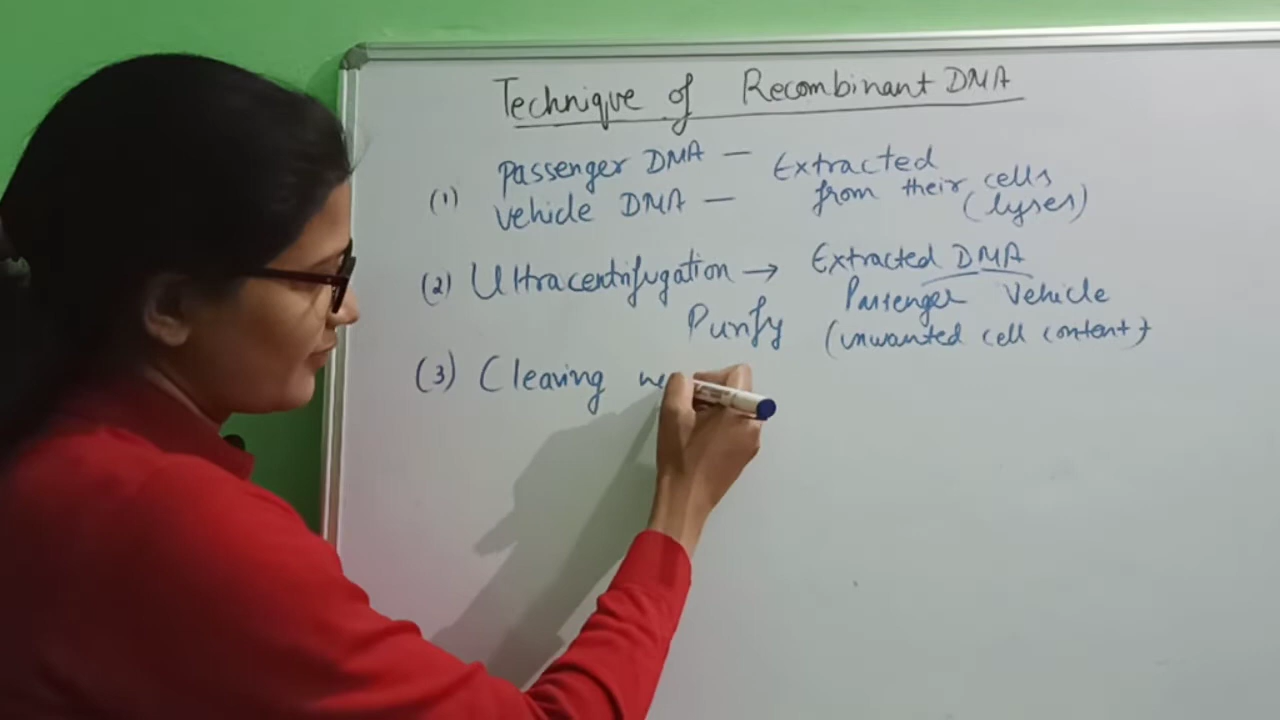 Technique of Recombinant DNA
(1) Passenger DNA — Extracted
Vehicle DNA — from their cells
(lyses)
(2) Ultracentrifugation → Extracted DNA
Passenger Vehicle
Purify (unwanted cell content)
(3) Cleaving